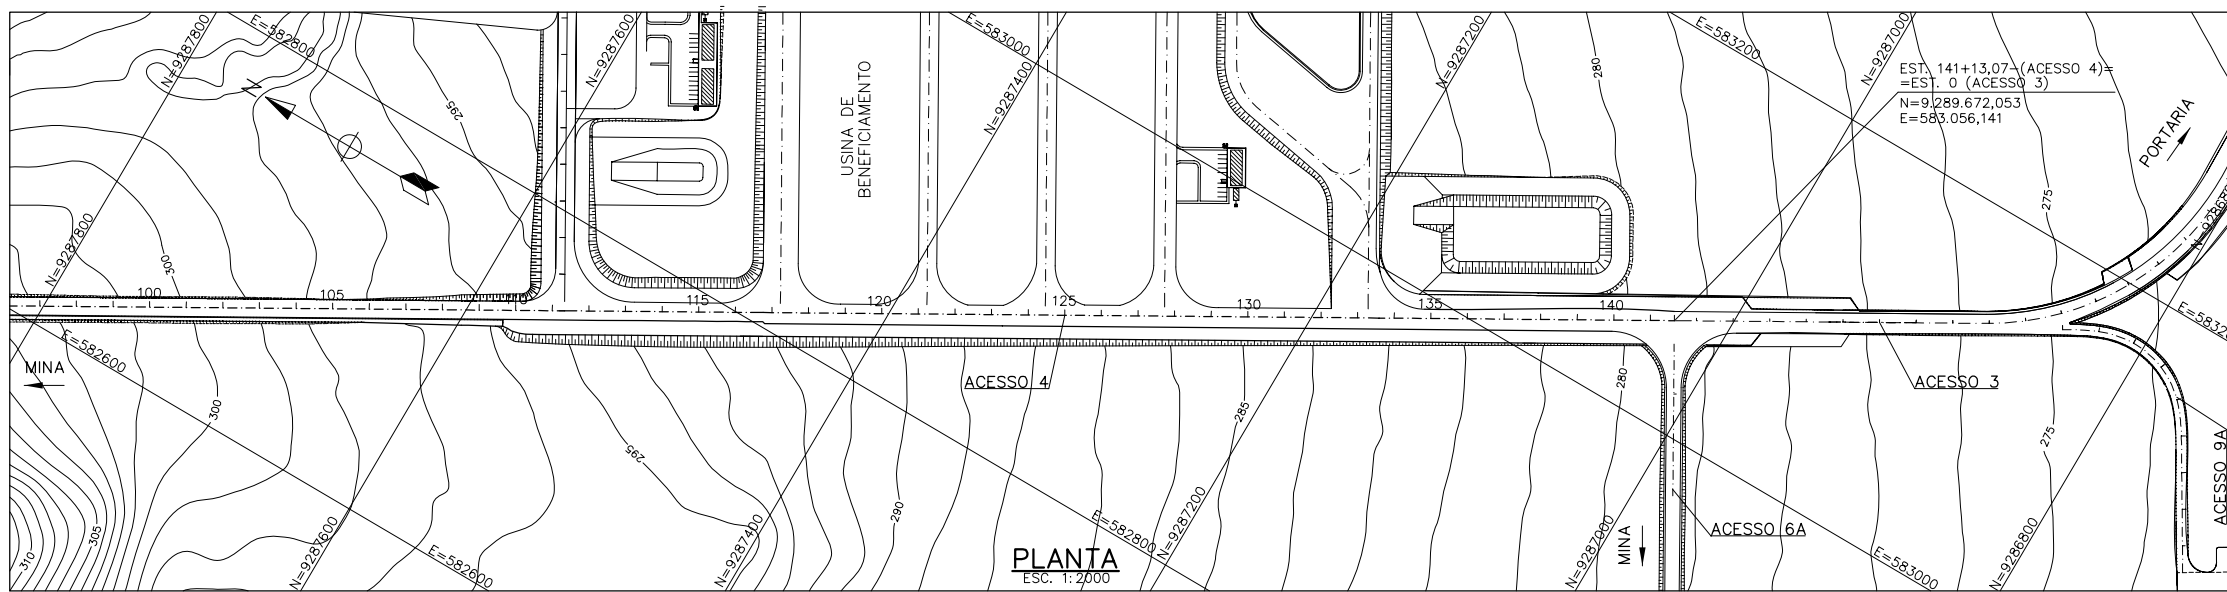 E=582800
N=9287800
N=9287600
E=583000
N=9287400
N=9287200
E=583200
N=9287000
EST. 141+13,07-(ACESSO 4)=
=EST. 0 (ACESSO 3)
N=9.289.672,053
E=583.056,141
PORTARIA
N
295
USINA DE
BENEFICIAMENTO
280
275
N=9287800
300
100
105
110
115
120
125
130
135
140
E=582600
MINA
ACESSO 4
ACESSO 3
300
295
285
280
275
290
305
310
N=9287600
E=582600
N=9287400
E=582800
N=9287200
N=9287000
E=583000
N=9286800
PLANTA
ESC. 1:2000
MINA
ACESSO 6A
ACESSO 9A